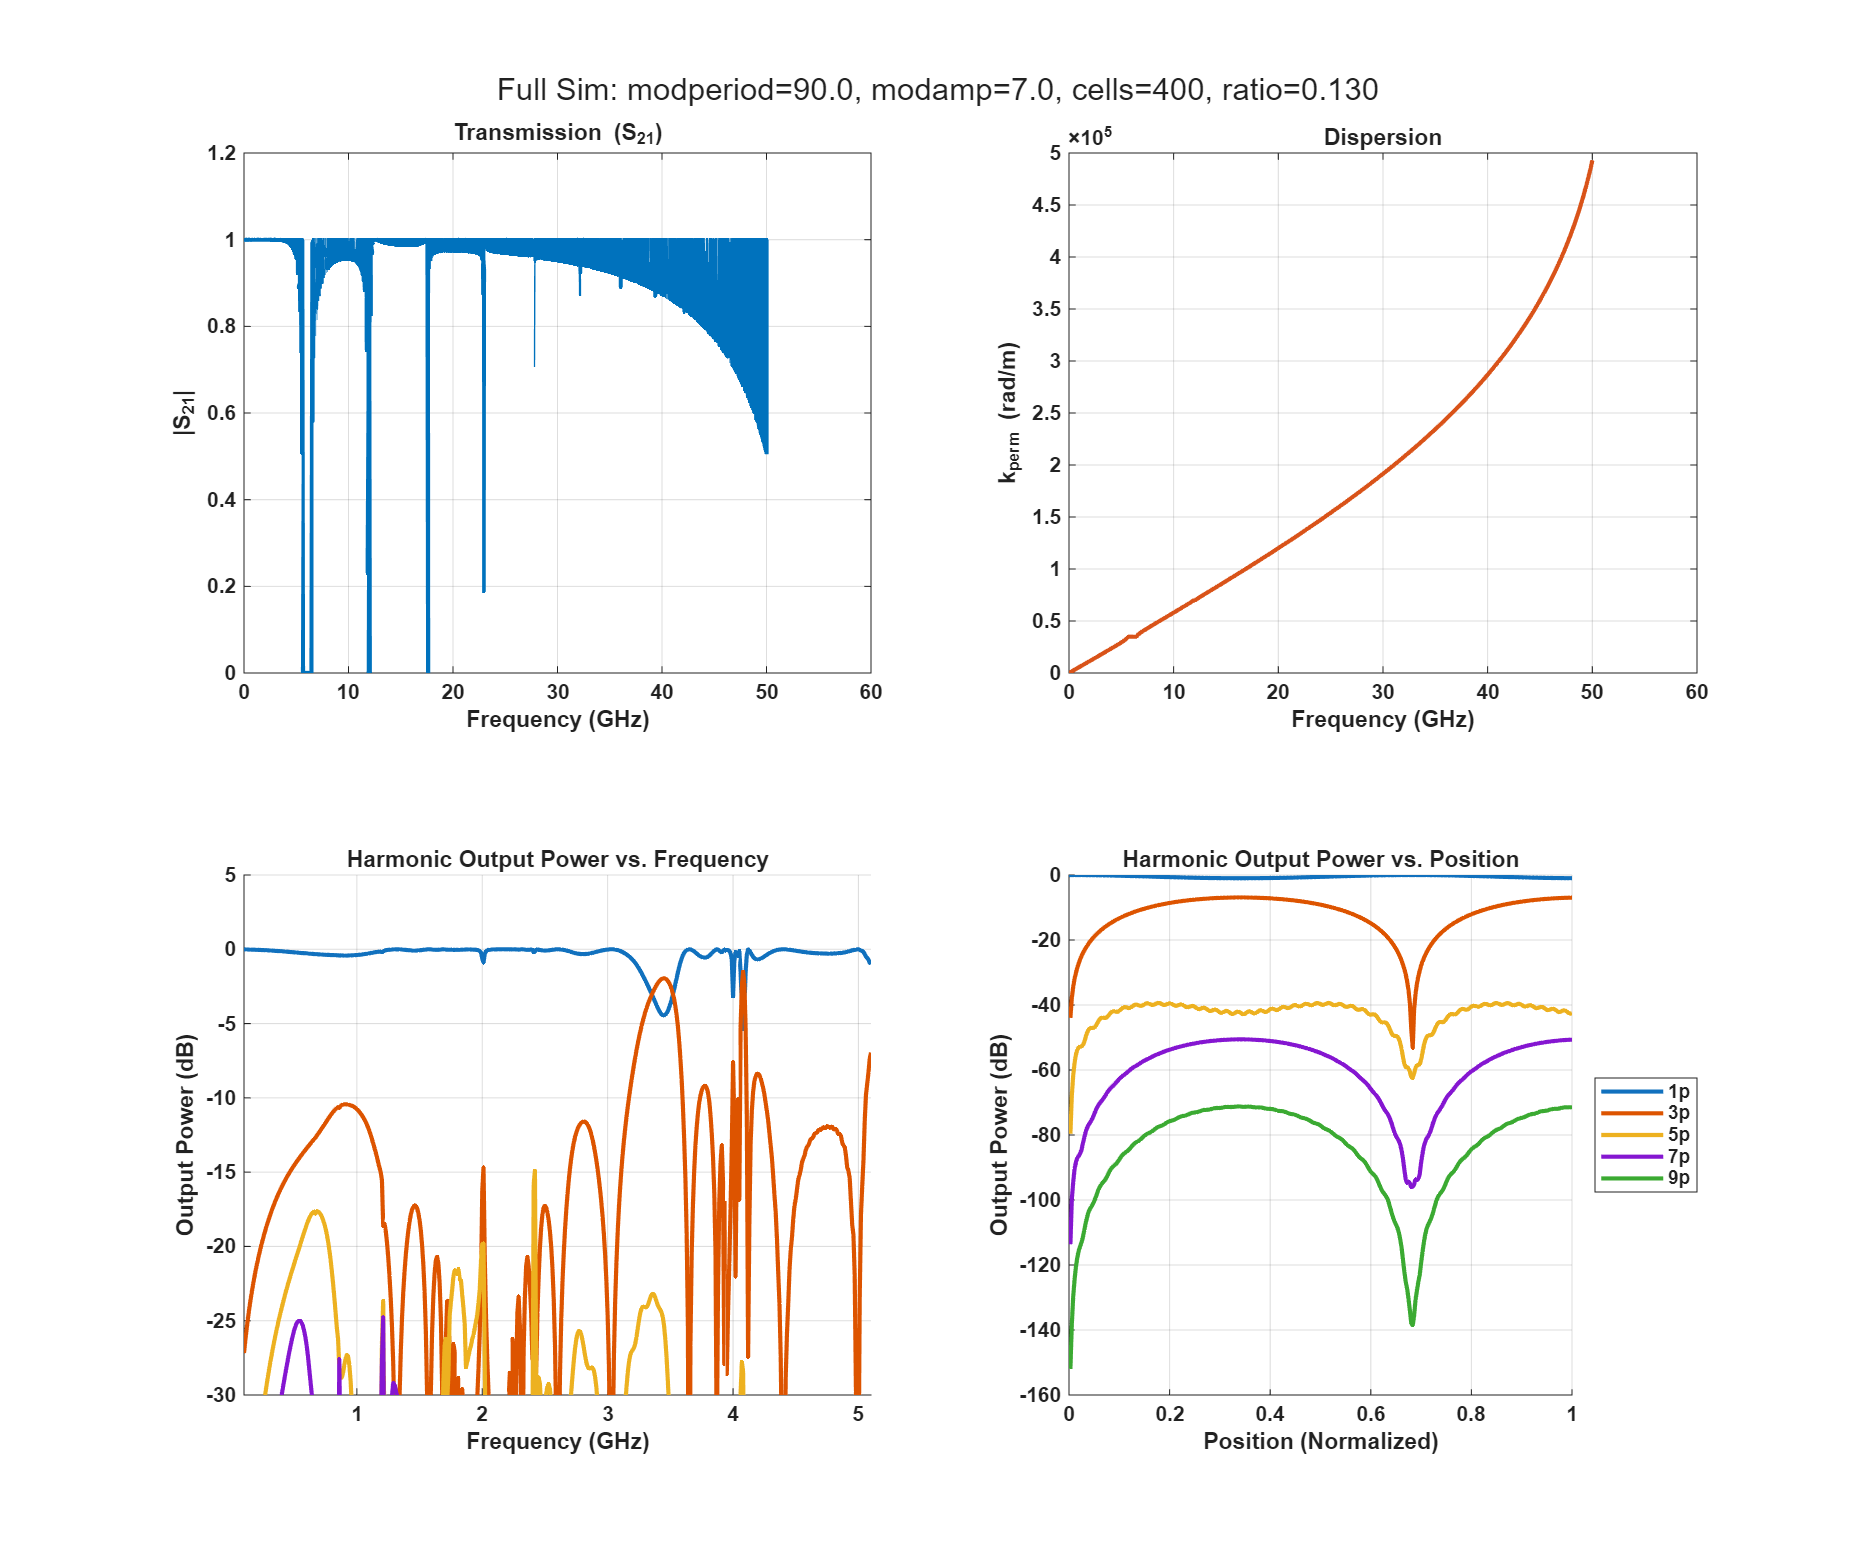 Full Sim: modperiod=90.0, modamp=7.0, cells=400, ratio=0.130
Transmission (S21)
1.2
1
0.8
0.6
0.4
0.2
0
|S21|
0 10 20 30 40 50 60
Frequency (GHz)
×10^5
Dispersion
5
4.5
4
3.5
3
2.5
2
1.5
1
0.5
0
kperm (rad/m)
0 10 20 30 40 50 60
Frequency (GHz)
Harmonic Output Power vs. Frequency
5
0
-5
-10
-15
-20
-25
-30
Output Power (dB)
1 2 3 4 5
Frequency (GHz)
Harmonic Output Power vs. Position
0
-20
-40
-60
-80
-100
-120
-140
-160
Output Power (dB)
0 0.2 0.4 0.6 0.8 1
Position (Normalized)
1p
3p
5p
7p
9p